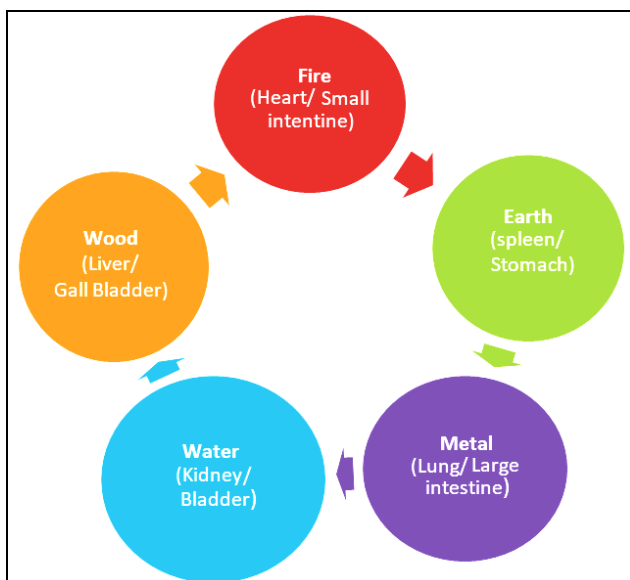 Fire
(Heart/ Small
intentine)
Earth
(spleen/
Stomach)
Metal
(Lung/ Large
intestine)
Water
(Kidney/
Bladder)
Wood
(Liver/
Gall Bladder)